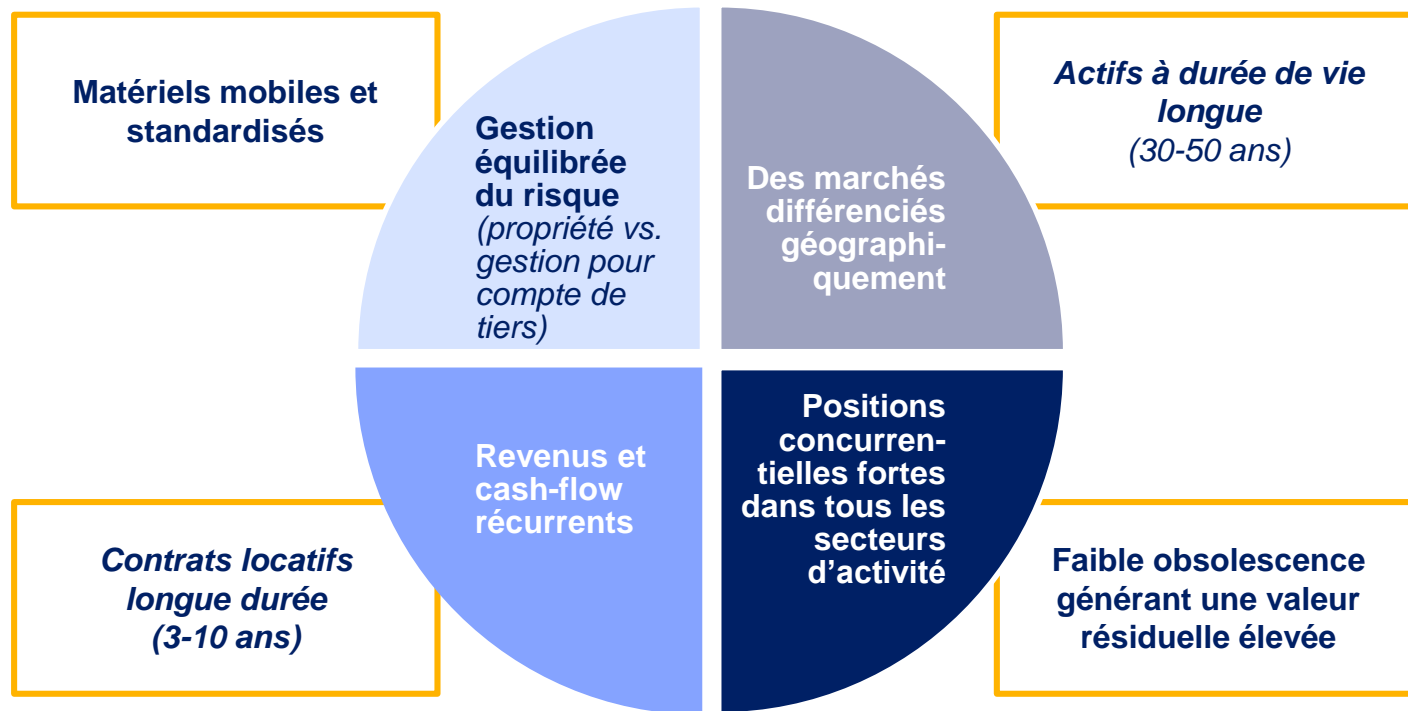 Matériels mobiles et
standardisés
Gestion
équilibrée
du risque
(propriété vs.
gestion pour
compte de
tiers)
Des marchés
différenciés
géographi-
quement
Actifs à durée de vie
longue
(30-50 ans)
Contrats locatifs
longue durée
(3-10 ans)
Revenus et
cash-flow
récurrents
Positions
concurren-
tielles fortes
dans tous les
secteurs
d’activité
Faible obsolescence
générant une valeur
résiduelle élevée